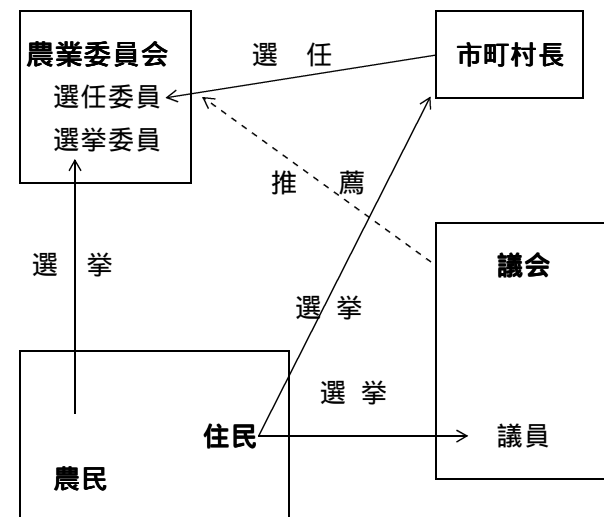 農業委員会
選任委員
選挙委員
選　任
市町村長
推　薦
選　挙
選　挙
議会
選　挙
議員
住民
農民